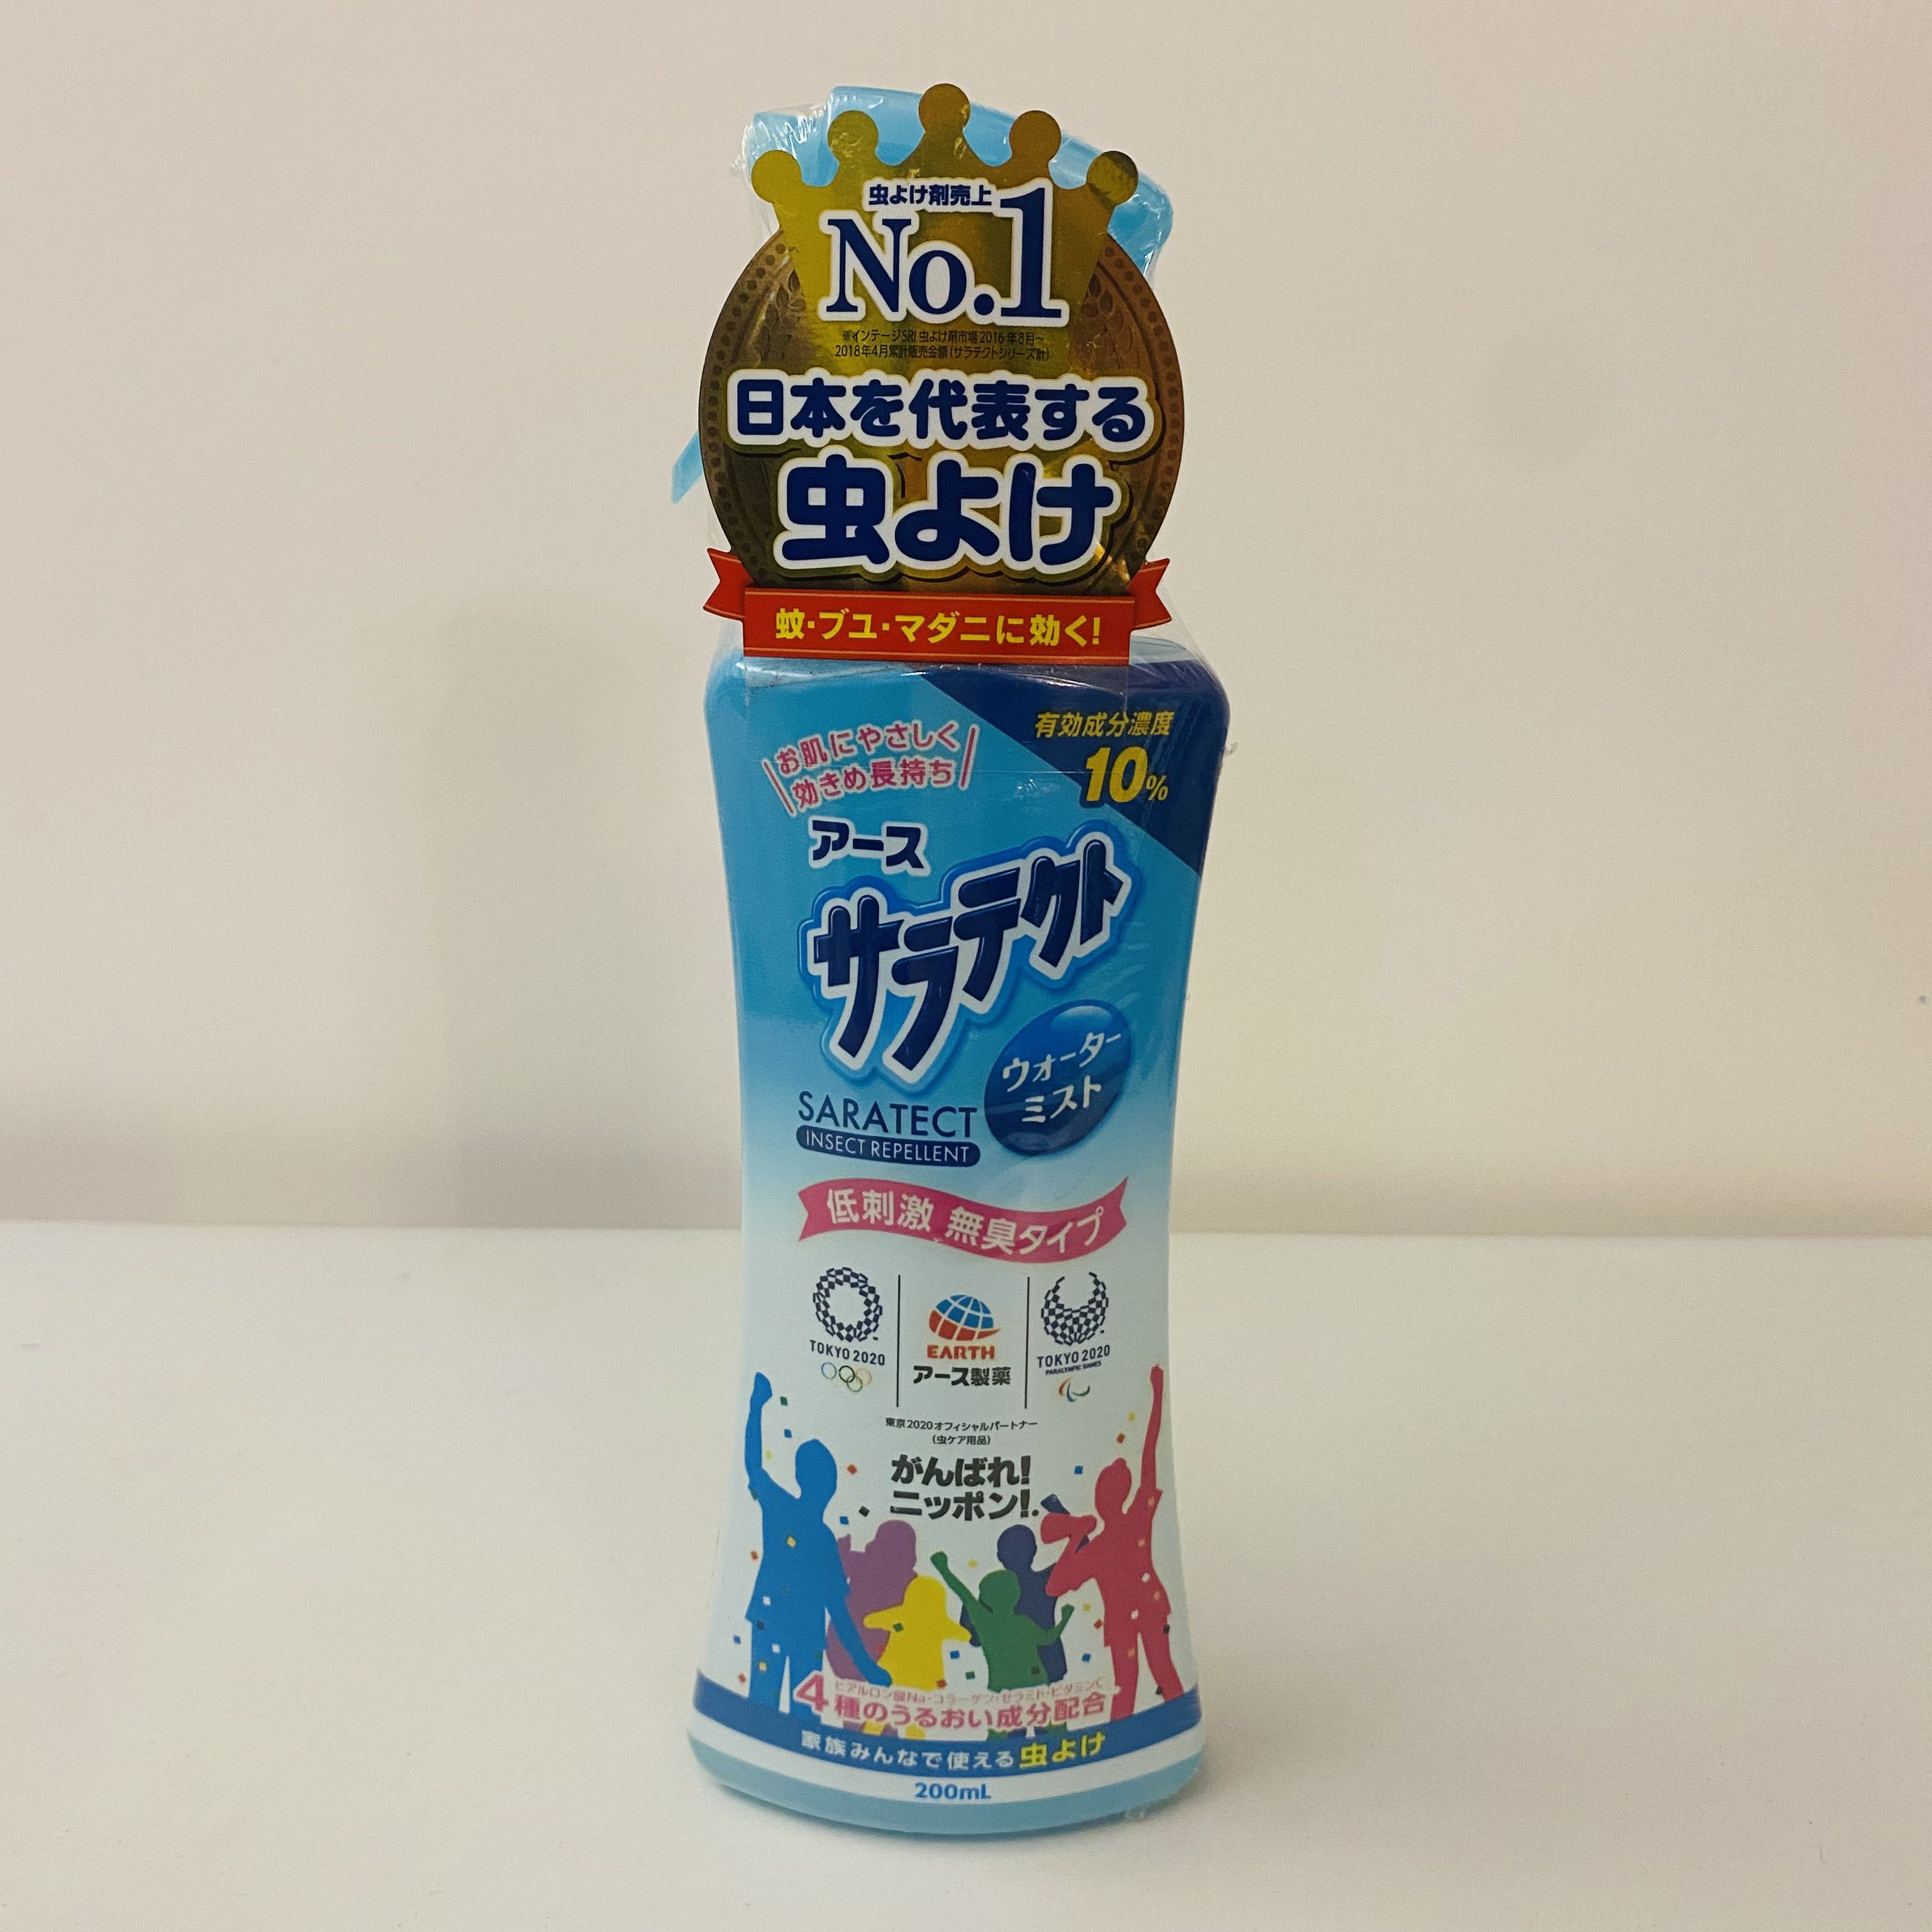 虫よけ剤売上
No.1
※インテージSRI 虫よけ剤市場 2016年8月～
2018年4月累計販売金額(サラテクトシリーズ計)
日本を代表する
虫よけ
蚊・ブユ・マダニに効く!
有効成分濃度
10%
お肌にやさしく
効きめ長持ち
アース
サラテクト
ウォーター
ミスト
SARATECT
INSECT REPELLENT
低刺激 無臭タイプ
TOKYO 2020
EARTH
アース製薬
TOKYO 2020
PARALYMPIC GAMES
東京2020オフィシャルパートナー
(虫ケア用品)
がんばれ!
ニッポン!
ヒアルロン酸Na・コラーゲン・セラミド・ビタミンC
4種のうるおい成分配合
家族みんなで使える虫よけ
200mL